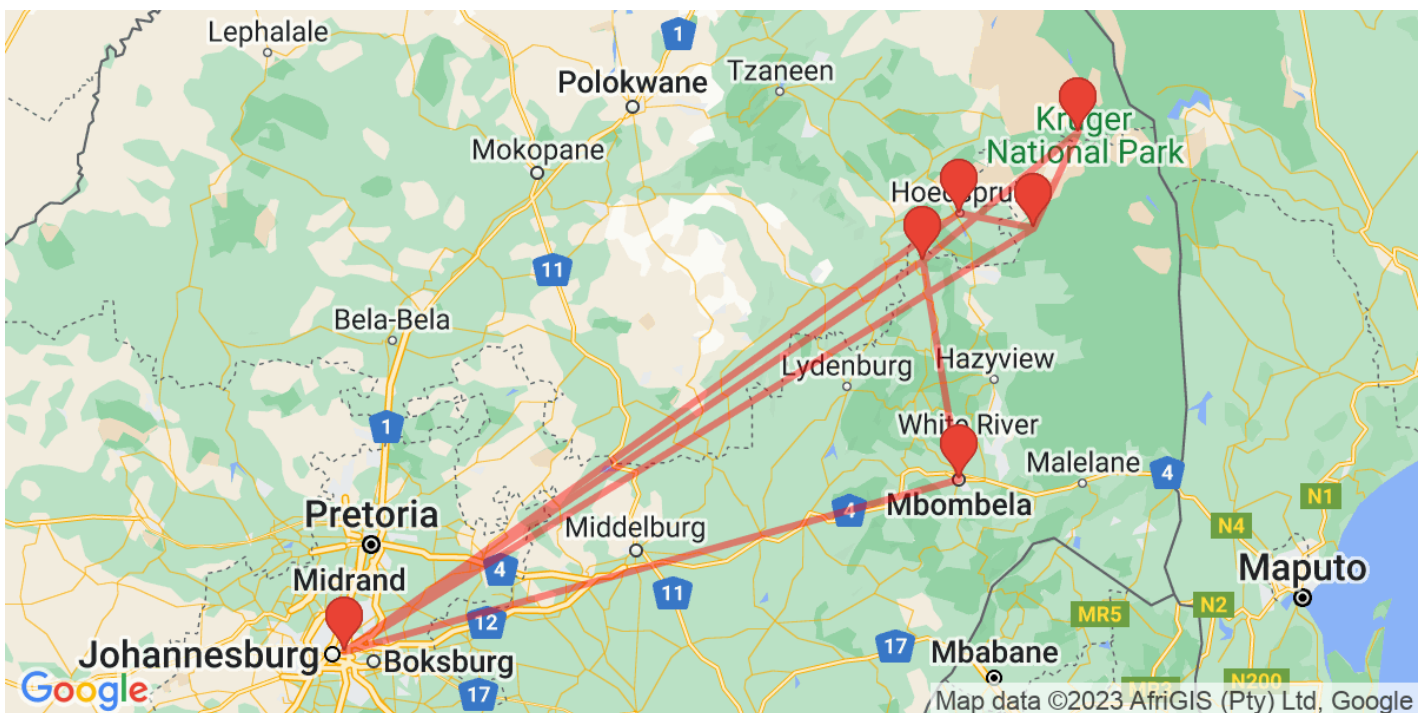 Lephalale
1
Polokwane
Tzaneen
Mokopane
Kruger
National Park
Hoedspruit
11
Bela-Bela
Lydenburg
Hazyview
1
White River
Malelane
4
Pretoria
4
Mbombela
N1
Middelburg
N4
Midrand
4
11
Maputo
12
MR5
N2
Johannesburg
Boksburg
17
Mbabane
17
N200
Google
Map data ©2023 AfriGIS (Pty) Ltd, Google